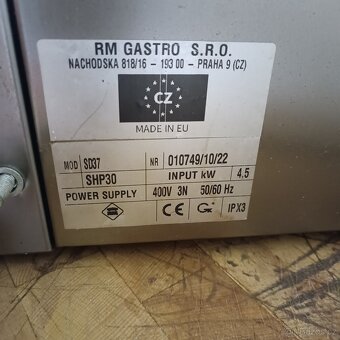 RM GASTRO S.R.O.
NACHODSKA 818/16 - 193 00 - PRAHA 9 (CZ)
CZ
MADE IN EU
MOD SD37 NR 010749/10/22
SHP30 INPUT kW 4,5
POWER SUPPLY 400V 3N 50/60 Hz
CE IPX3